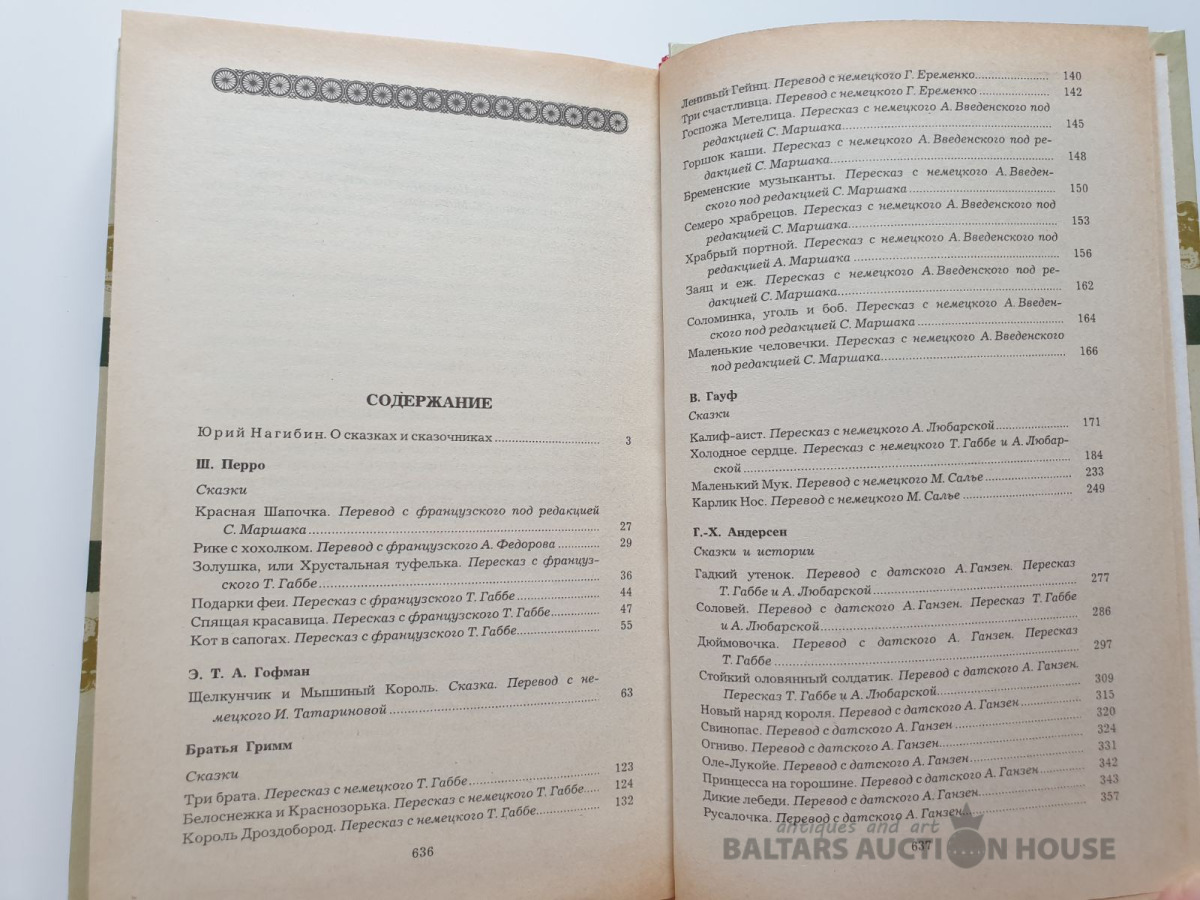 СОДЕРЖАНИЕ
Юрий Нагибин. О сказках и сказочниках ........ 3
Ш. Перро
Сказки
Красная Шапочка. Перевод с французского под редакцией
С. Маршака ........ 27
Рике с хохолком. Перевод с французского А. Федорова ........ 29
Золушка, или Хрустальная туфелька. Пересказ с француз-
ского Т. Габбе ........ 36
Подарки феи. Пересказ с французского Т. Габбе ........ 44
Спящая красавица. Пересказ с французского Т. Габбе ........ 47
Кот в сапогах. Пересказ с французского Т. Габбе ........ 55
Э. Т. А. Гофман
Щелкунчик и Мышиный Король. Сказка. Перевод с не-
мецкого И. Татариновой ........ 63
Братья Гримм
Сказки
Три брата. Пересказ с немецкого Т. Габбе ........ 123
Белоснежка и Краснозорька. Пересказ с немецкого Т. Габбе ........ 124
Король Дроздобород. Пересказ с немецкого Т. Габбе ........ 132
636
Ленивый Гейнц. Перевод с немецкого Г. Еременко ........ 140
Три счастливца. Перевод с немецкого Г. Еременко ........ 142
Госпожа Метелица. Пересказ с немецкого А. Введенского под
редакцией С. Маршака ........ 145
Горшок каши. Пересказ с немецкого А. Введенского под ре-
дакцией С. Маршака ........ 148
Бременские музыканты. Пересказ с немецкого А. Введен-
ского под редакцией С. Маршака ........ 150
Семеро храбрецов. Пересказ с немецкого А. Введенского под
редакцией С. Маршака ........ 153
Храбрый портной. Пересказ с немецкого А. Введенского под
редакцией А. Маршака ........ 156
Заяц и еж. Пересказ с немецкого А. Введенского под ре-
дакцией С. Маршака ........ 162
Соломинка, уголь и боб. Пересказ с немецкого А. Введен-
ского под редакцией С. Маршака ........ 164
Маленькие человечки. Пересказ с немецкого А. Введенского
под редакцией С. Маршака ........ 166
В. Гауф
Сказки
Калиф-аист. Пересказ с немецкого А. Любарской ........ 171
Холодное сердце. Пересказ с немецкого Т. Габбе и А. Любар-
ской ........ 184
Маленький Мук. Перевод с немецкого М. Салье ........ 233
Карлик Нос. Перевод с немецкого М. Салье ........ 249
Г.-Х. Андерсен
Сказки и истории
Гадкий утенок. Перевод с датского А. Ганзен. Пересказ
Т. Габбе и А. Любарской ........ 277
Соловей. Перевод с датского А. Ганзен. Пересказ Т. Габбе
и А. Любарской ........ 286
Дюймовочка. Перевод с датского А. Ганзен. Пересказ
Т. Габбе ........ 297
Стойкий оловянный солдатик. Перевод с датского А. Ганзен.
Пересказ Т. Габбе и А. Любарской ........ 309
Новый наряд короля. Перевод с датского А. Ганзен ........ 315
Свинопас. Перевод с датского А. Ганзен ........ 320
Огниво. Перевод с датского А. Ганзен ........ 324
Оле-Лукойе. Перевод с датского А. Ганзен ........ 331
Принцесса на горошине. Перевод с датского А. Ганзен ........ 342
Дикие лебеди. Перевод с датского А. Ганзен ........ 343
Русалочка. Перевод с датского А. Ганзен ........ 357
637
antiques and art
BALTARS AUCTION HOUSE